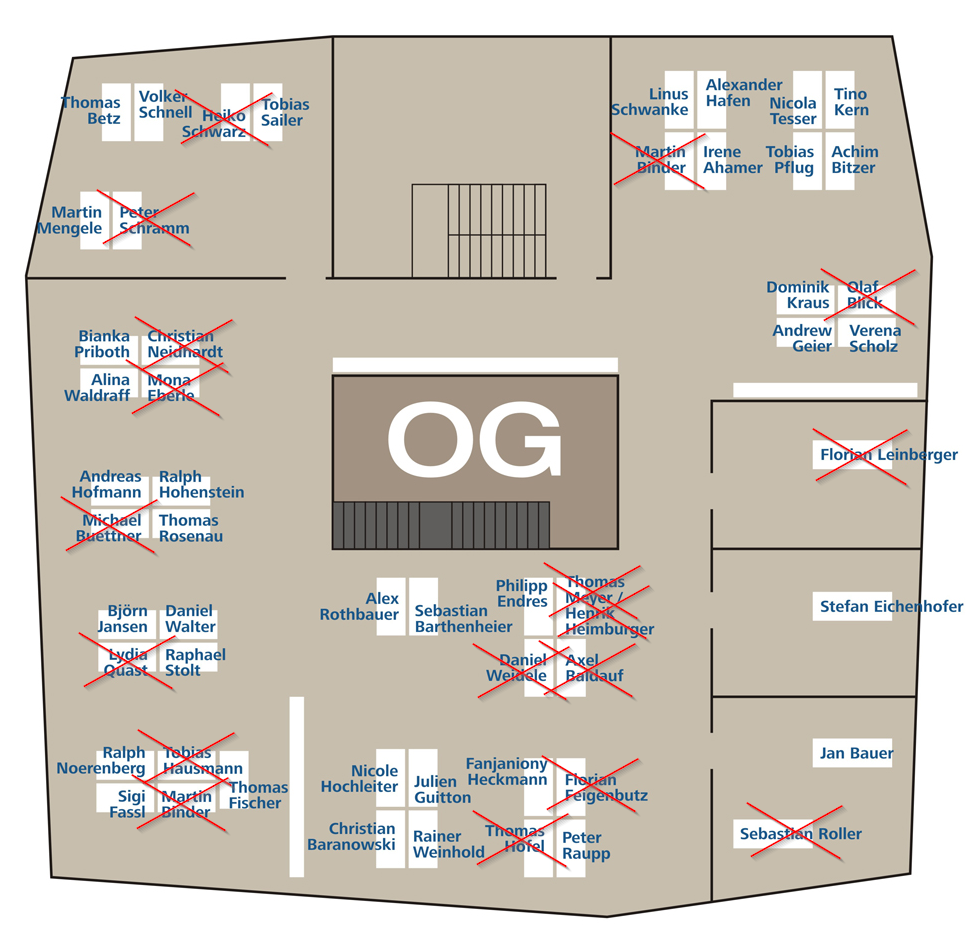 Thomas
Betz
Volker
Schnell
Heiko
Schwarz
Tobias
Sailer
Linus
Schwanke
Alexander
Hafen
Nicola
Tesser
Tino
Kern
Martin
Binder
Irene
Ahamer
Tobias
Pflug
Achim
Bitzer
Martin
Mengele
Peter
Schramm
Dominik
Kraus
Olaf
Blick
Andrew
Geier
Verena
Scholz
Bianka
Priboth
Christian
Neidhardt
Alina
Waldraff
Mona
Eberle
OG
Florian Leinberger
Andreas
Hofmann
Ralph
Hohenstein
Michael
Buettner
Thomas
Rosenau
Björn
Jansen
Daniel
Walter
Lydia
Quast
Raphael
Stolt
Alex
Rothbauer
Sebastian
Barthenheier
Philipp
Endres
Thomas
Meyer /
Henrik
Heimburger
Daniel
Weidele
Axel
Baldauf
Stefan Eichenhofer
Ralph
Noerenberg
Tobias
Hausmann
Sigi
Fassl
Martin
Binder
Thomas
Fischer
Nicole
Hochleiter
Julien
Guitton
Fanjaniony
Heckmann
Florian
Feigenbutz
Christian
Baranowski
Rainer
Weinhold
Thomas
Hofel
Peter
Raupp
Jan Bauer
Sebastian Roller